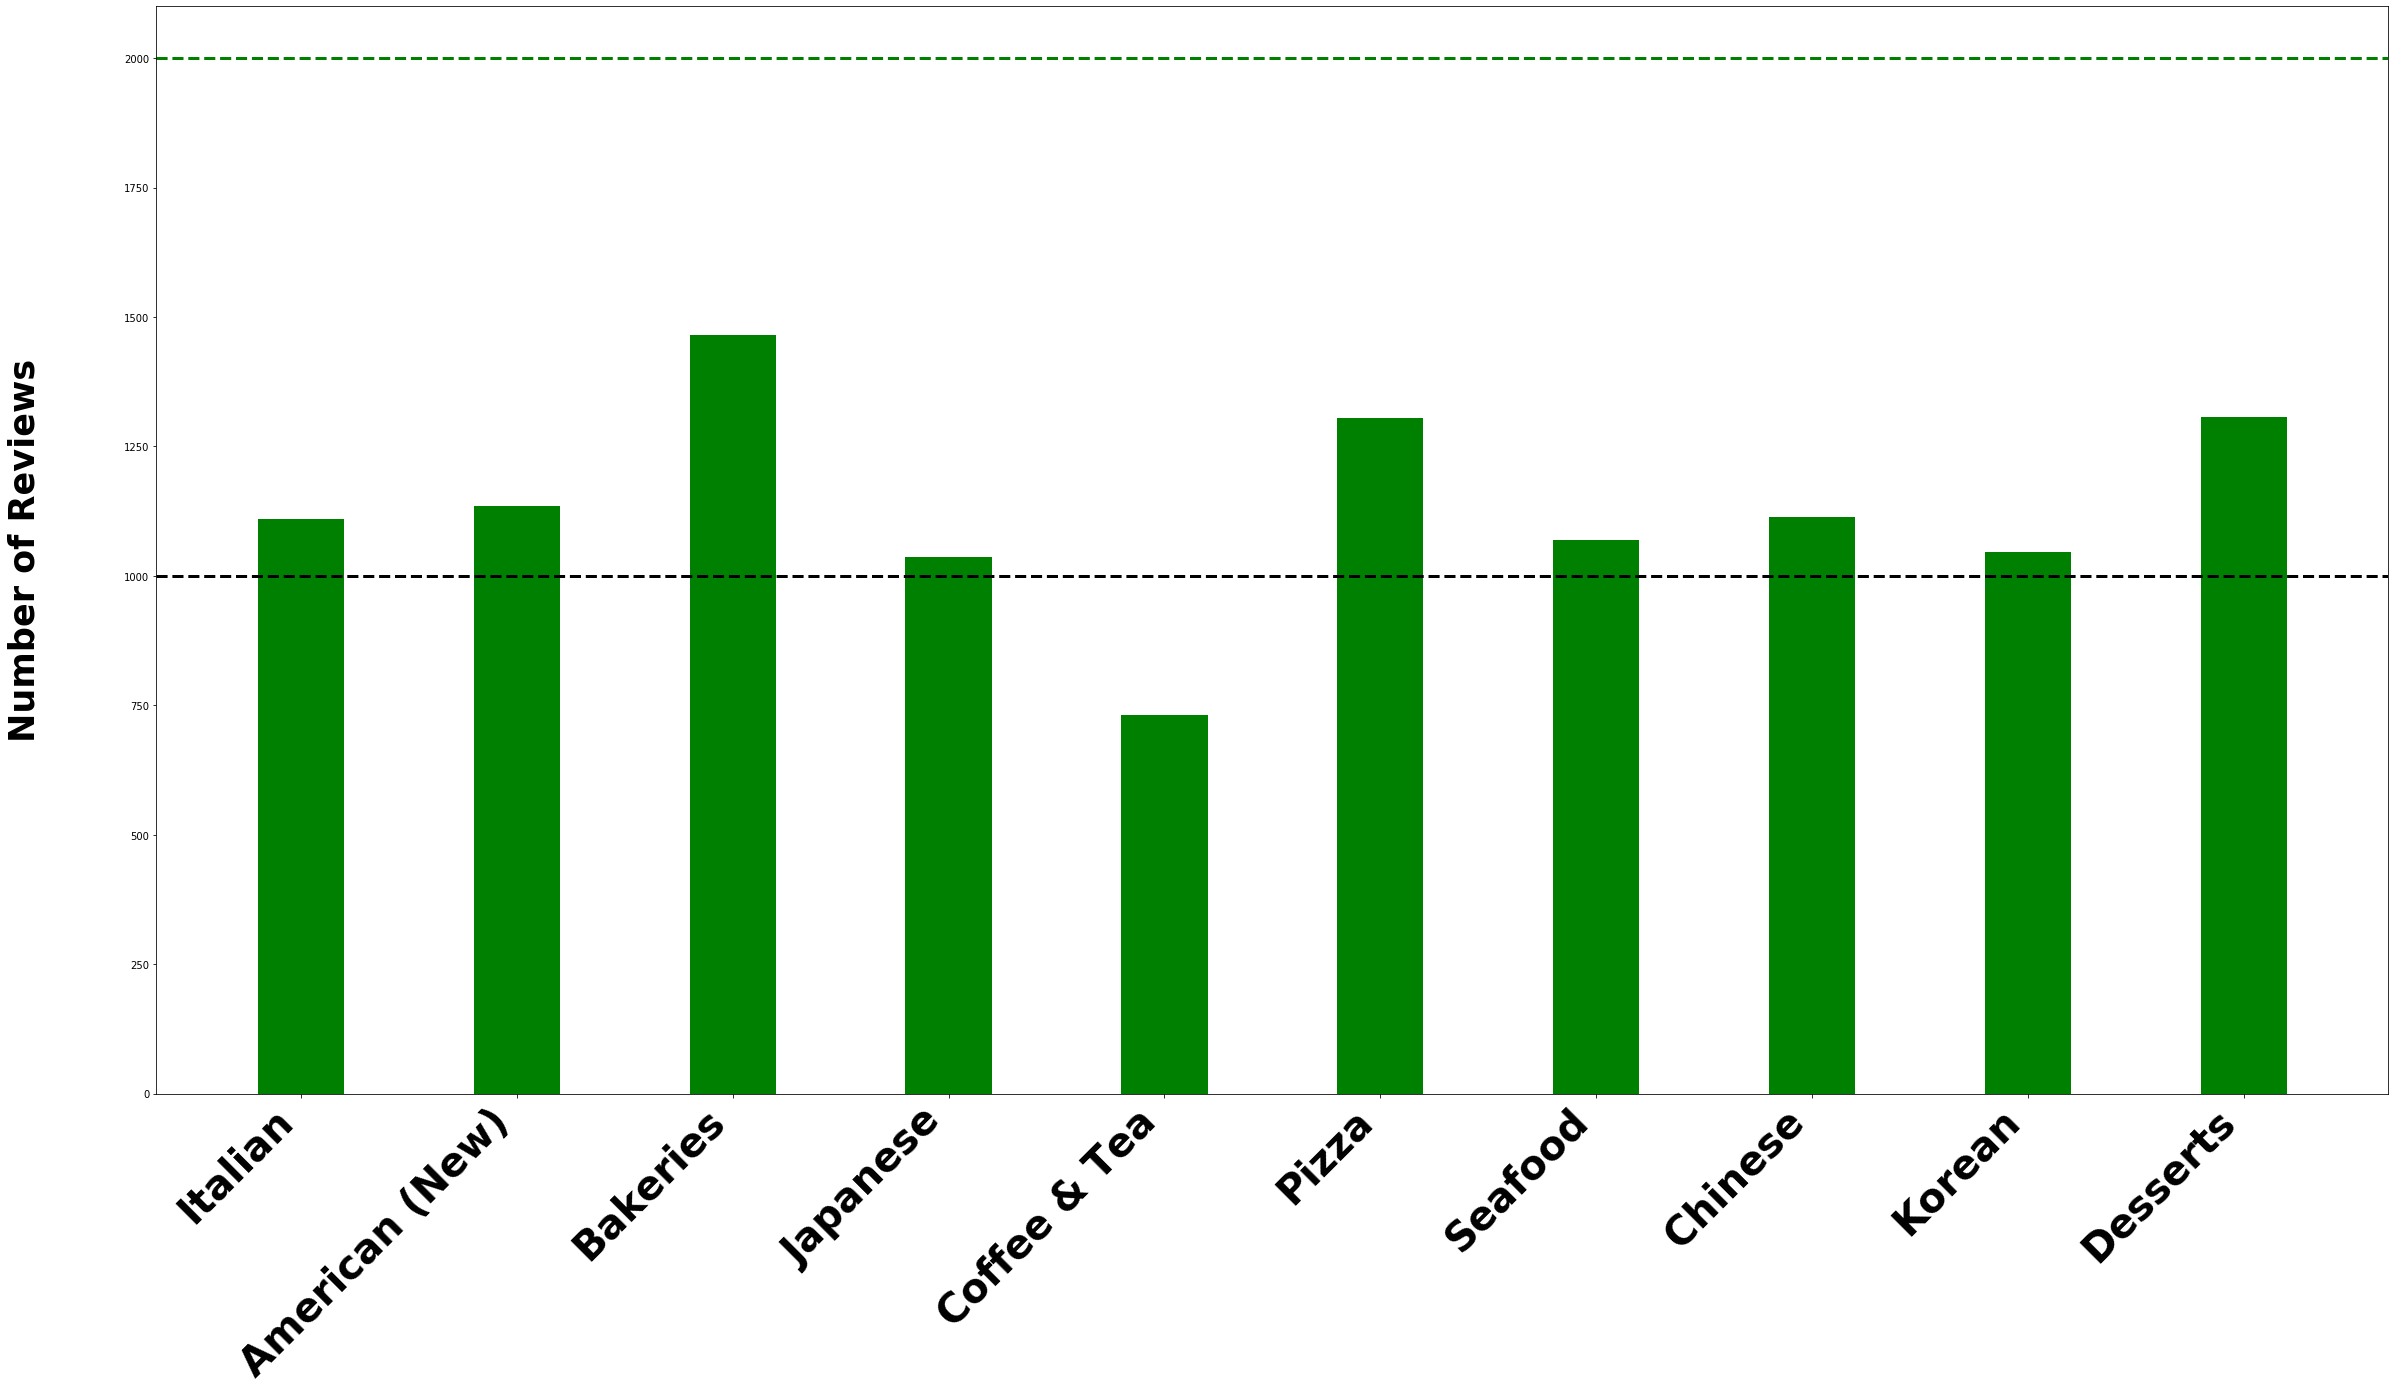 Number of Reviews
2000
1750
1500
1250
1000
750
500
250
0
Italian
American (New)
Bakeries
Japanese
Coffee & Tea
Pizza
Seafood
Chinese
Korean
Desserts